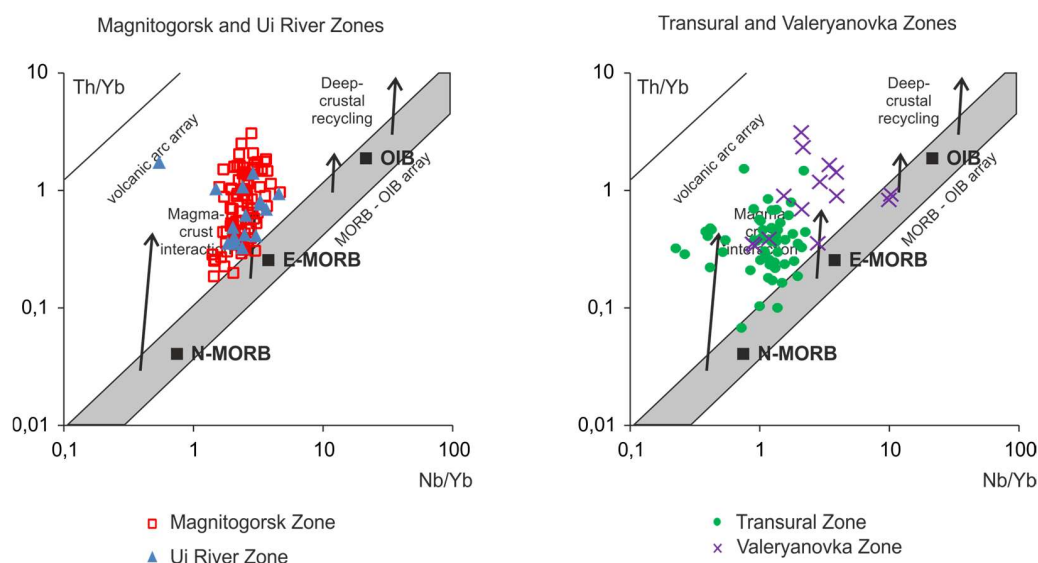 Magnitogorsk and Ui River Zones
Transural and Valeryanovka Zones
10
Th/Yb
Deep-
crustal
recycling
volcanic arc array
OIB
1
Magma-
crust
interaction
MORB - OIB array
E-MORB
0,1
N-MORB
0,01
0,1
1
10
100
Nb/Yb
Magnitogorsk Zone
Ui River Zone
10
Th/Yb
Deep-
crustal
recycling
volcanic arc array
OIB
1
Magma-
crust
interaction
MORB - OIB array
E-MORB
0,1
N-MORB
0,01
0,1
1
10
100
Nb/Yb
Transural Zone
Valeryanovka Zone